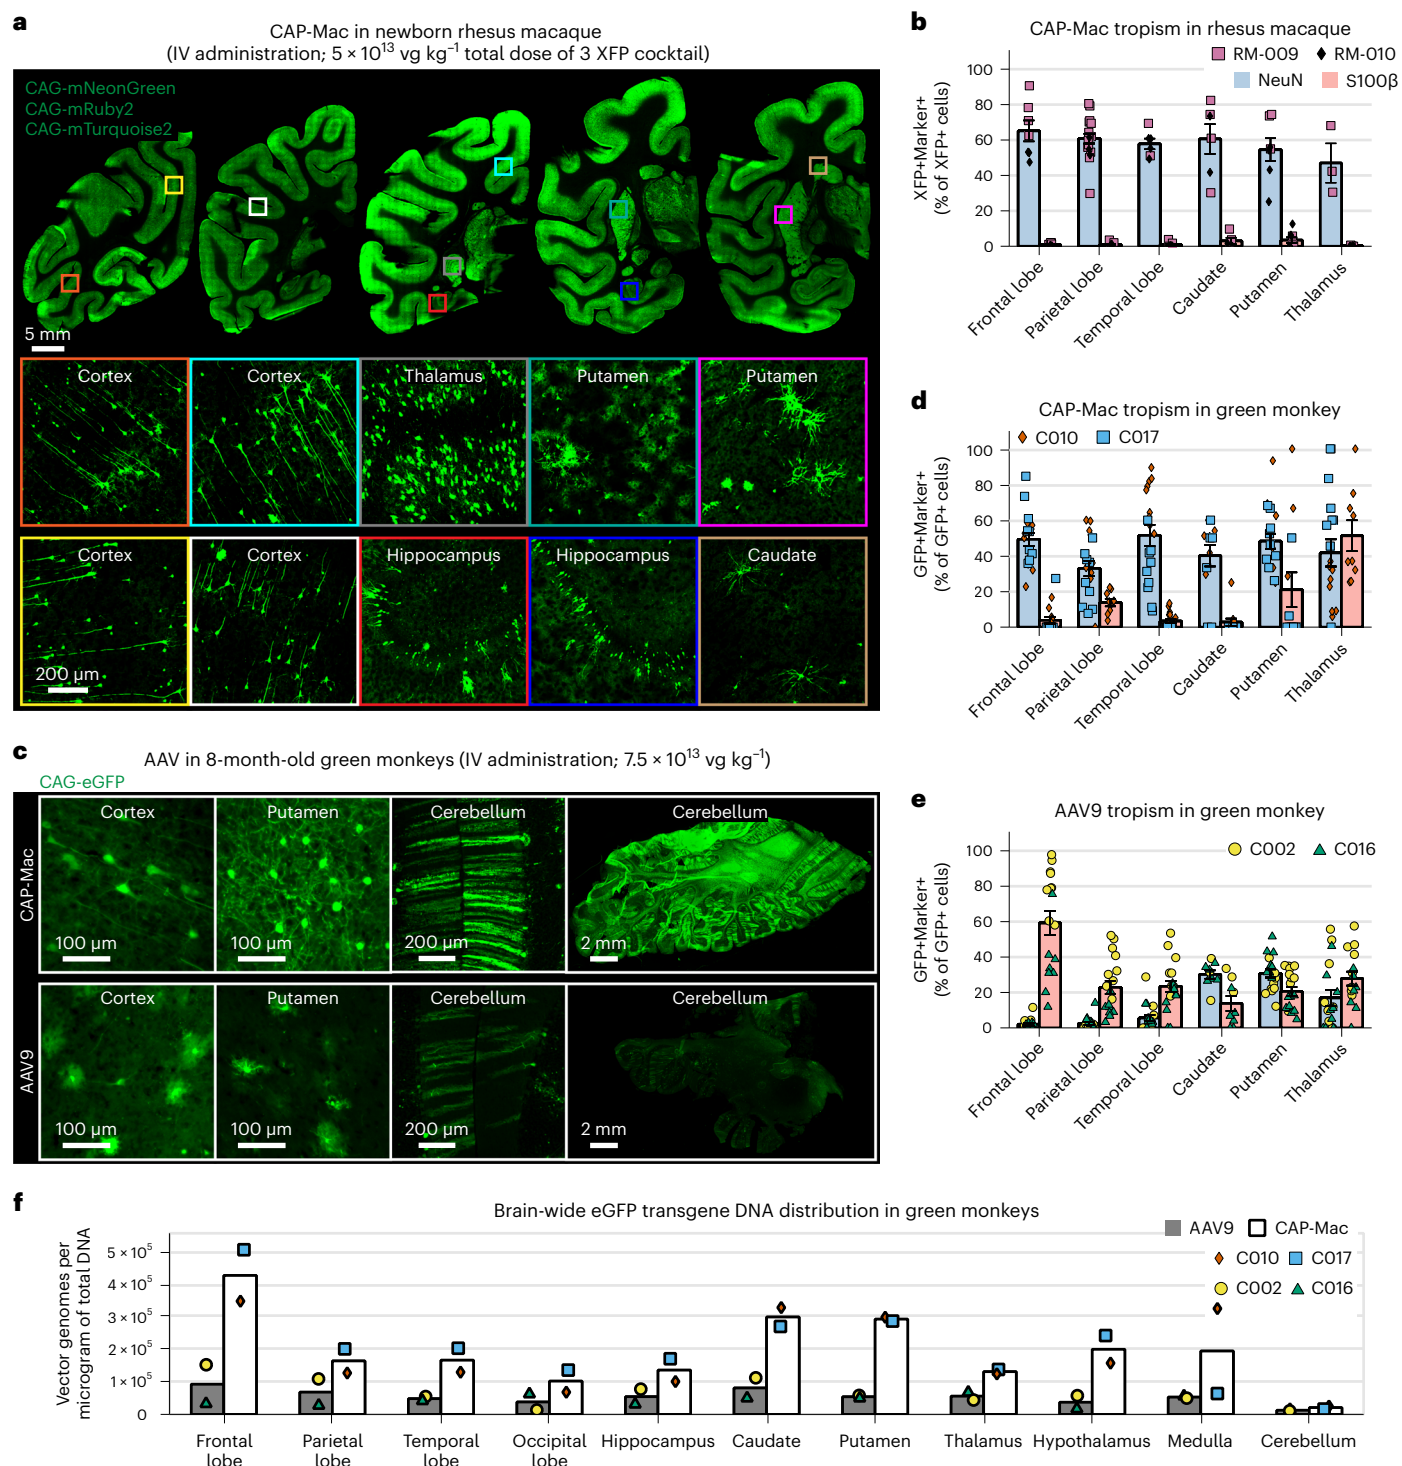 a
CAP-Mac in newborn rhesus macaque
(IV administration; 5 × 10¹³ vg kg⁻¹ total dose of 3 XFP cocktail)
CAG-mNeonGreen
CAG-mRuby2
CAG-mTurquoise2
5 mm
Cortex
Cortex
Thalamus
Putamen
Putamen
Cortex
Cortex
Hippocampus
Hippocampus
Caudate
200 µm
b
CAP-Mac tropism in rhesus macaque
RM-009
RM-010
NeuN
S100β
XFP+Marker+
(% of XFP+ cells)
100
80
60
40
20
0
Frontal lobe
Parietal lobe
Temporal lobe
Caudate
Putamen
Thalamus
d
CAP-Mac tropism in green monkey
C010
C017
GFP+Marker+
(% of GFP+ cells)
100
80
60
40
20
0
Frontal lobe
Parietal lobe
Temporal lobe
Caudate
Putamen
Thalamus
c
AAV in 8-month-old green monkeys (IV administration; 7.5 × 10¹³ vg kg⁻¹)
CAG-eGFP
CAP-Mac
Cortex
Putamen
Cerebellum
Cerebellum
100 µm
100 µm
200 µm
2 mm
AAV9
Cortex
Putamen
Cerebellum
Cerebellum
100 µm
100 µm
200 µm
2 mm
e
AAV9 tropism in green monkey
C002
C016
GFP+Marker+
(% of GFP+ cells)
100
80
60
40
20
0
Frontal lobe
Parietal lobe
Temporal lobe
Caudate
Putamen
Thalamus
f
Brain-wide eGFP transgene DNA distribution in green monkeys
AAV9
CAP-Mac
C010
C017
C002
C016
Vector genomes per
microgram of total DNA
5 × 10⁵
4 × 10⁵
3 × 10⁵
2 × 10⁵
1 × 10⁵
0
Frontal
lobe
Parietal
lobe
Temporal
lobe
Occipital
lobe
Hippocampus
Caudate
Putamen
Thalamus
Hypothalamus
Medulla
Cerebellum